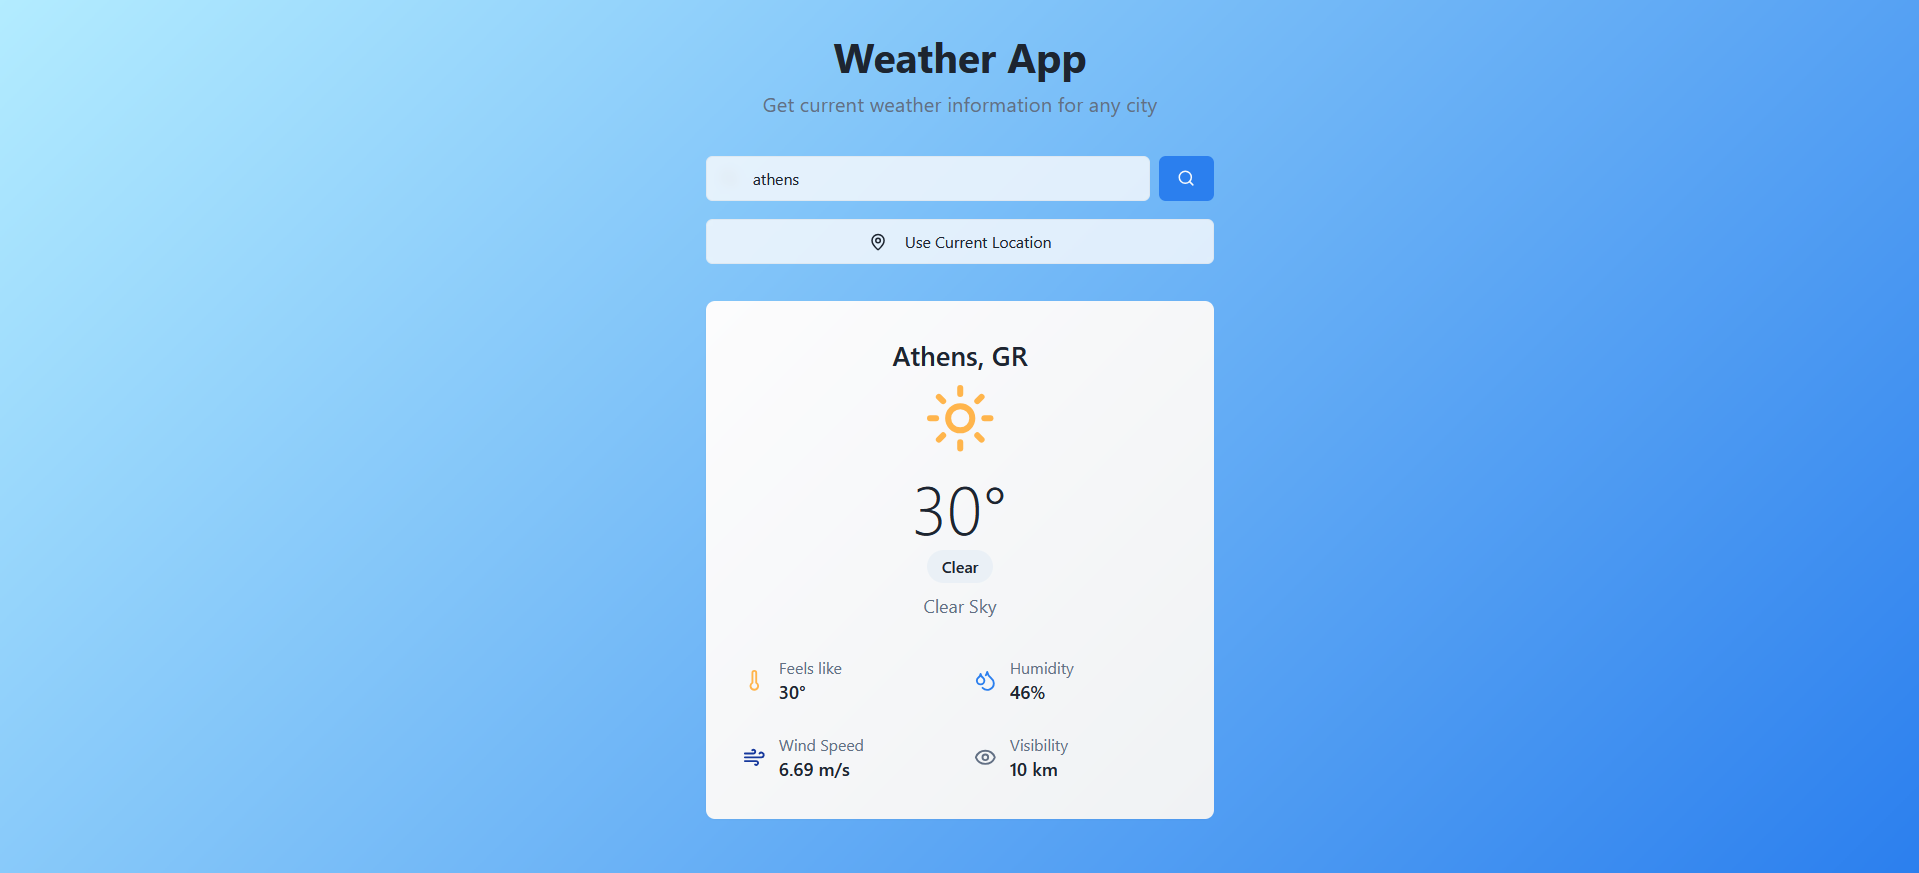 Weather App
Get current weather information for any city
athens
Use Current Location
Athens, GR
30°
Clear
Clear Sky
Feels like
30°
Humidity
46%
Wind Speed
6.69 m/s
Visibility
10 km